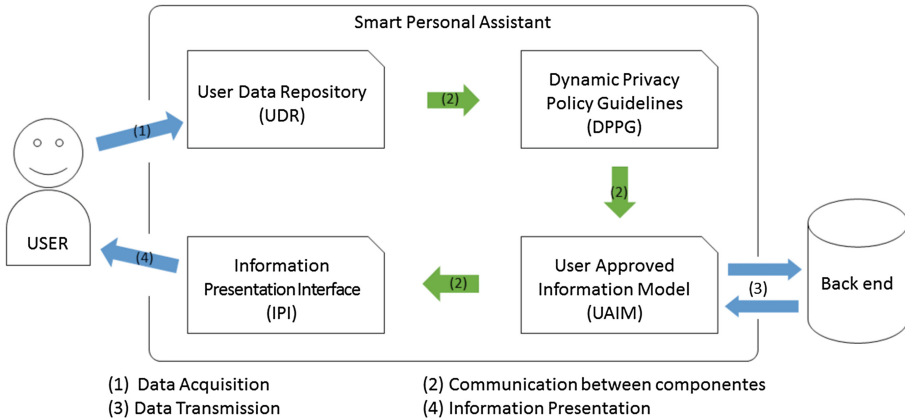 Smart Personal Assistant
User Data Repository
(UDR)
(2)
Dynamic Privacy
Policy Guidelines
(DPPG)
(1)
(2)
USER
(4)
Information
Presentation Interface
(IPI)
(2)
User Approved
Information Model
(UAIM)
(3)
Back end
(1) Data Acquisition
(2) Communication between componentes
(3) Data Transmission
(4) Information Presentation